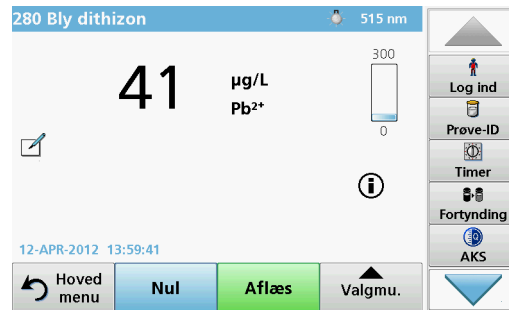 280 Bly dithizon
515 nm
41
µg/L
Pb²⁺
300
0
12-APR-2012 13:59:41
Hoved
menu
Nul
Aflæs
Valgmu.
Log ind
Prøve-ID
Timer
Fortynding
AKS